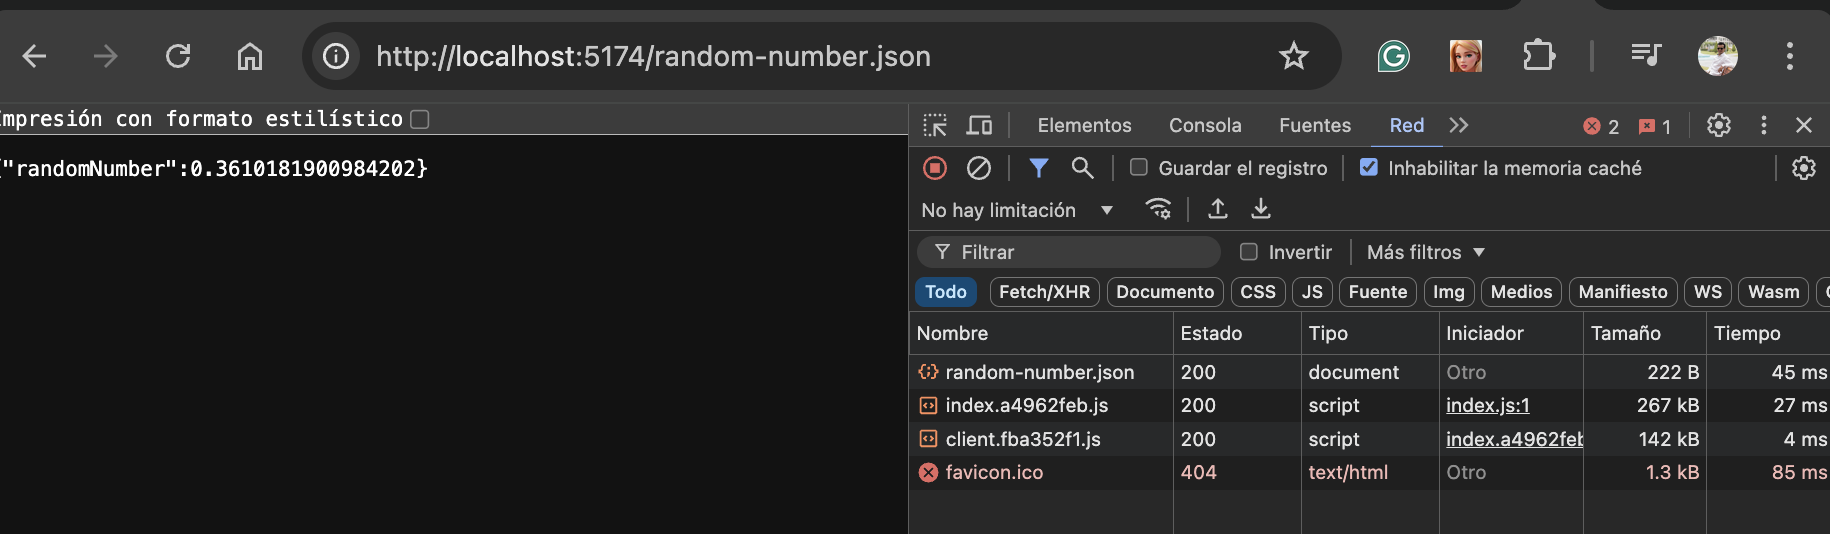 http://localhost:5174/random-number.json
Impresión con formato estilístico
{"randomNumber":0.3610181900984202}
Elementos Consola Fuentes Red 2 1
Guardar el registro Inhabilitar la memoria caché
No hay limitación
Filtrar Invertir Más filtros
Todo Fetch/XHR Documento CSS JS Fuente Img Medios Manifiesto WS Wasm
Nombre Estado Tipo Iniciador Tamaño Tiempo
random-number.json 200 document Otro 222 B 45 ms
index.a4962feb.js 200 script index.js:1 267 kB 27 ms
client.fba352f1.js 200 script index.a4962feb 142 kB 4 ms
favicon.ico 404 text/html Otro 1.3 kB 85 ms